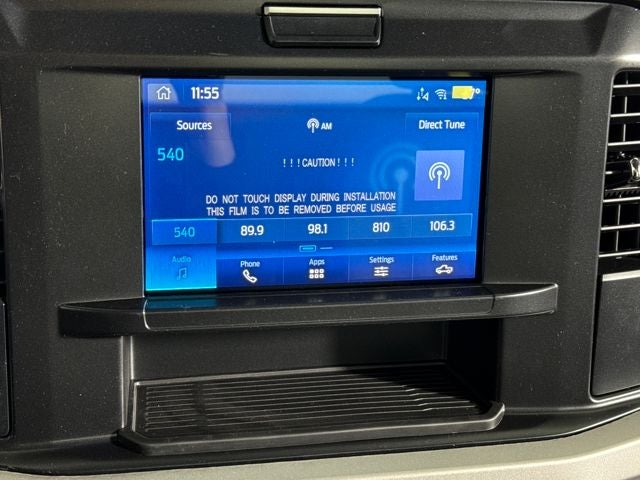 11:55
Sources
AM
Direct Tune
540
!!!CAUTION!!!
DO NOT TOUCH DISPLAY DURING INSTALLATION
THIS FILM IS TO BE REMOVED BEFORE USAGE
540 89.9 98.1 810 106.3
Audio Phone Apps Settings Features